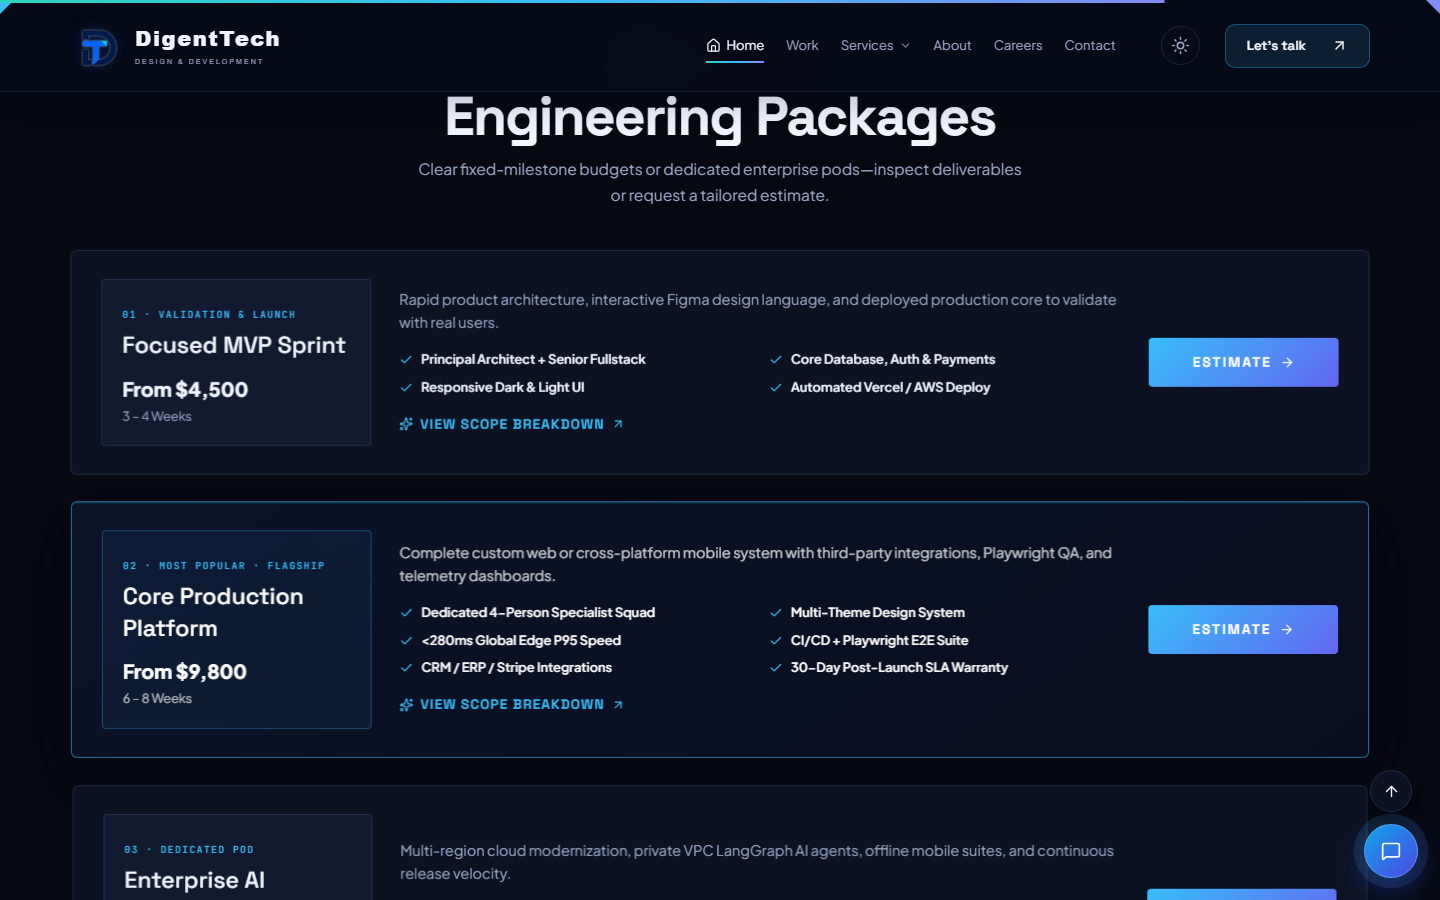 DigentTech
DESIGN & DEVELOPMENT
Home
Work
Services
About
Careers
Contact
Let's talk
Engineering Packages
Clear fixed-milestone budgets or dedicated enterprise pods—inspect deliverables
or request a tailored estimate.
01 · VALIDATION & LAUNCH
Focused MVP Sprint
From $4,500
3 – 4 Weeks
Rapid product architecture, interactive Figma design language, and deployed production core to validate
with real users.
Principal Architect + Senior Fullstack
Core Database, Auth & Payments
Responsive Dark & Light UI
Automated Vercel / AWS Deploy
VIEW SCOPE BREAKDOWN
ESTIMATE
02 · MOST POPULAR · FLAGSHIP
Core Production
Platform
From $9,800
6 – 8 Weeks
Complete custom web or cross-platform mobile system with third-party integrations, Playwright QA, and
telemetry dashboards.
Dedicated 4-Person Specialist Squad
Multi-Theme Design System
<280ms Global Edge P95 Speed
CI/CD + Playwright E2E Suite
CRM / ERP / Stripe Integrations
30-Day Post-Launch SLA Warranty
VIEW SCOPE BREAKDOWN
ESTIMATE
03 · DEDICATED POD
Enterprise AI
Multi-region cloud modernization, private VPC LangGraph AI agents, offline mobile suites, and continuous
release velocity.